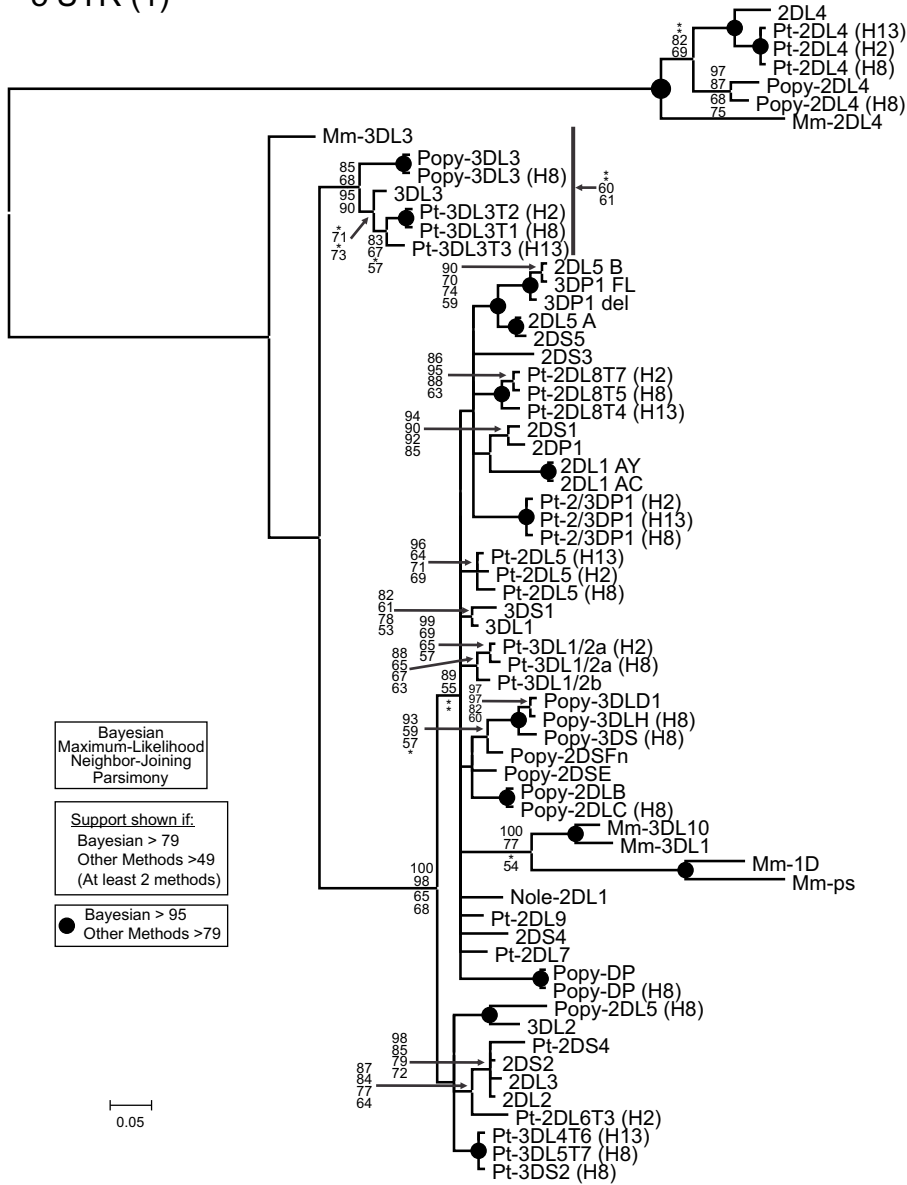 2DL4
Pt-2DL4 (H13)
Pt-2DL4 (H2)
Pt-2DL4 (H8)
Popy-2DL4
Popy-2DL4 (H8)
Mm-2DL4
*
*
82
69
97
87
68
75
Mm-3DL3
Popy-3DL3
Popy-3DL3 (H8)
3DL3
Pt-3DL3T2 (H2)
Pt-3DL3T1 (H8)
Pt-3DL3T3 (H13)
85
68
95
90
*
71
*
73
83
67
*
57
*
*
60
61
2DL5 B
3DP1 FL
3DP1 del
2DL5 A
2DS5
2DS3
90
70
74
59
Pt-2DL8T7 (H2)
Pt-2DL8T5 (H8)
Pt-2DL8T4 (H13)
86
95
88
63
2DS1
2DP1
2DL1 AY
2DL1 AC
94
90
92
85
Pt-2/3DP1 (H2)
Pt-2/3DP1 (H13)
Pt-2/3DP1 (H8)
Pt-2DL5 (H13)
Pt-2DL5 (H2)
Pt-2DL5 (H8)
96
64
71
69
3DS1
3DL1
82
61
78
53
Pt-3DL1/2a (H2)
Pt-3DL1/2a (H8)
Pt-3DL1/2b
99
69
65
57
88
65
67
63
89
55
*
*
Popy-3DLD1
Popy-3DLH (H8)
Popy-3DS (H8)
Popy-2DSFn
Popy-2DSE
Popy-2DLB
Popy-2DLC (H8)
97
97
82
60
93
59
57
*
Mm-3DL10
Mm-3DL1
Mm-1D
Mm-ps
100
77
*
54
Nole-2DL1
Pt-2DL9
2DS4
Pt-2DL7
Popy-DP
Popy-DP (H8)
100
98
65
68
Popy-2DL5 (H8)
3DL2
Pt-2DS4
2DS2
2DL3
2DL2
Pt-2DL6T3 (H2)
98
85
79
72
87
84
77
64
Pt-3DL4T6 (H13)
Pt-3DL5T7 (H8)
Pt-3DS2 (H8)
Bayesian
Maximum-Likelihood
Neighbor-Joining
Parsimony
Support shown if:
Bayesian > 79
Other Methods >49
(At least 2 methods)
Bayesian > 95
Other Methods >79
0.05